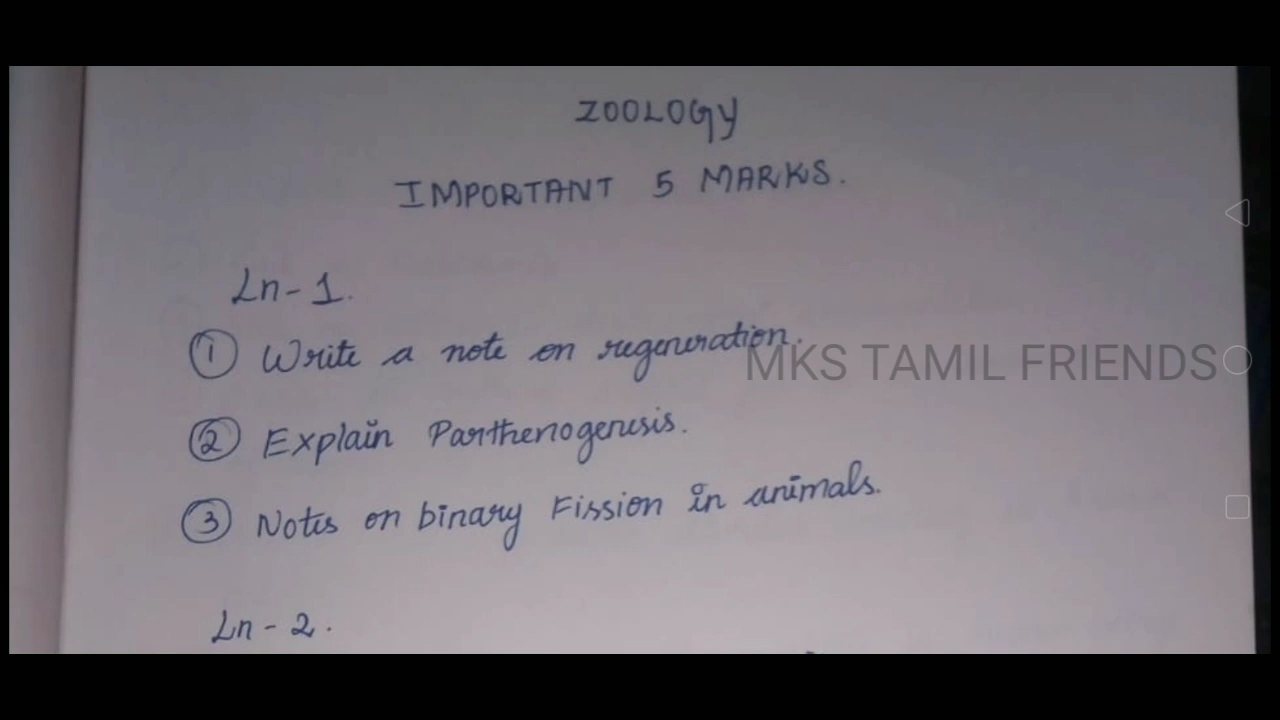 ZOOLOGY
IMPORTANT 5 MARKS.
Ln - 1.
① Write a note on regeneration.
MKS TAMIL FRIENDS
② Explain Parthenogenesis.
③ Notes on binary Fission in animals.
Ln - 2.